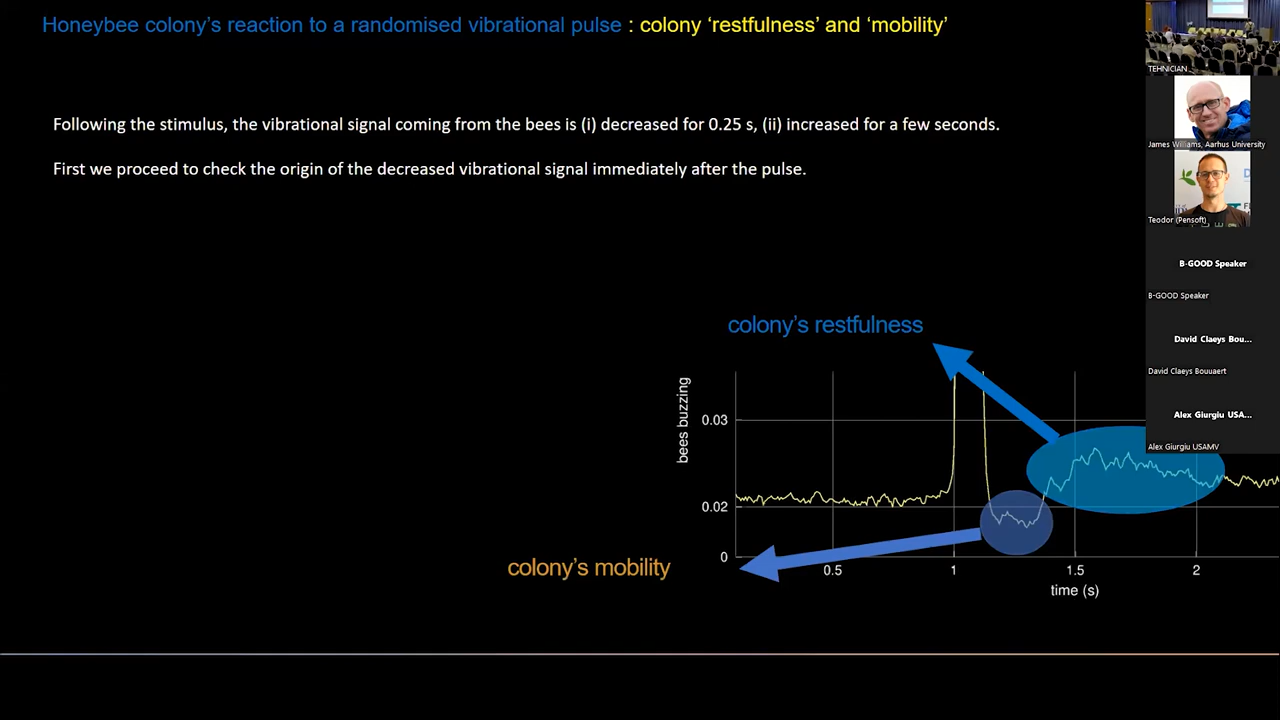 Honeybee colony's reaction to a randomised vibrational pulse : colony 'restfulness' and 'mobility'
Following the stimulus, the vibrational signal coming from the bees is (i) decreased for 0.25 s, (ii) increased for a few seconds.
First we proceed to check the origin of the decreased vibrational signal immediately after the pulse.
colony's restfulness
bees buzzing
0.03
0.02
0
0.5
1
1.5
2
time (s)
colony's mobility
TEHNICIAN
James Williams, Aarhus University
Teodor (Pensoft)
B-GOOD Speaker
B-GOOD Speaker
David Claeys Bou...
David Claeys Bouuaert
Alex Giurgiu USA...
Alex Giurgiu USAMV